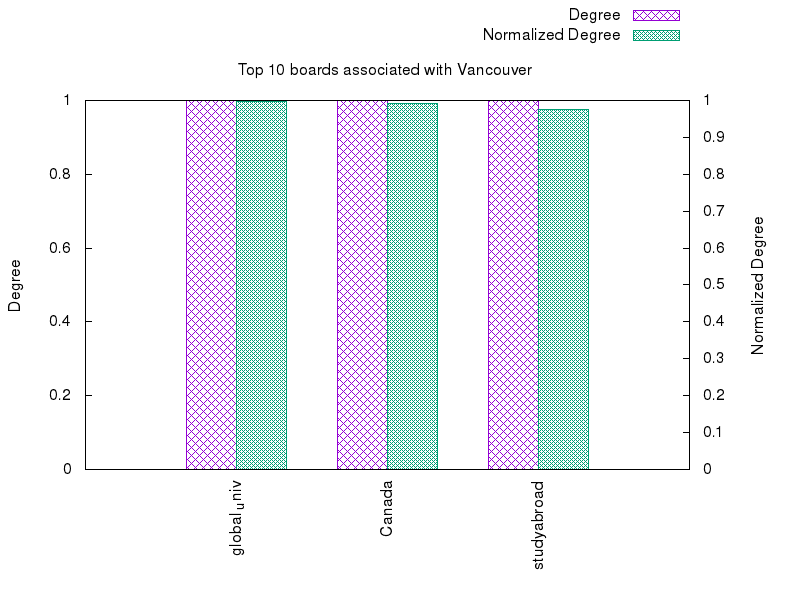 Degree
Normalized Degree
Top 10 boards associated with Vancouver
1
0.8
0.6
0.4
0.2
0
Degree
1
0.9
0.8
0.7
0.6
0.5
0.4
0.3
0.2
0.1
0
Normalized Degree
globalᵤniv
Canada
studyabroad